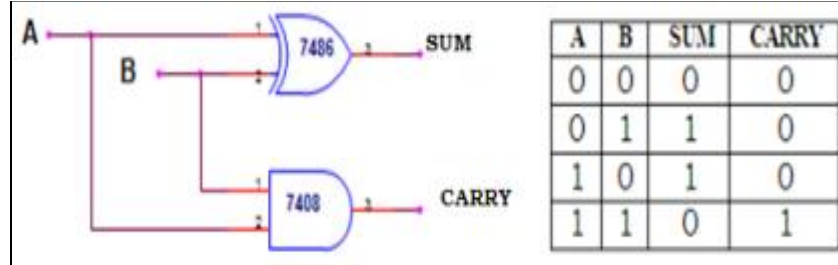 A 1 7486 3 SUM
B 2
1 7408 3 CARRY
2
A B SUM CARRY
0 0 0 0
0 1 1 0
1 0 1 0
1 1 0 1